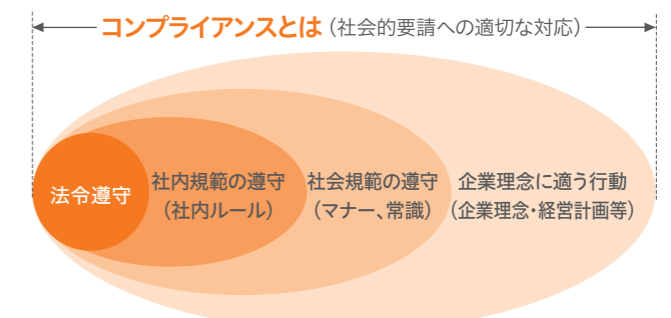 コンプライアンスとは（社会的要請への適切な対応）
法令遵守
社内規範の遵守
（社内ルール）
社会規範の遵守
（マナー、常識）
企業理念に適う行動
（企業理念・経営計画等）